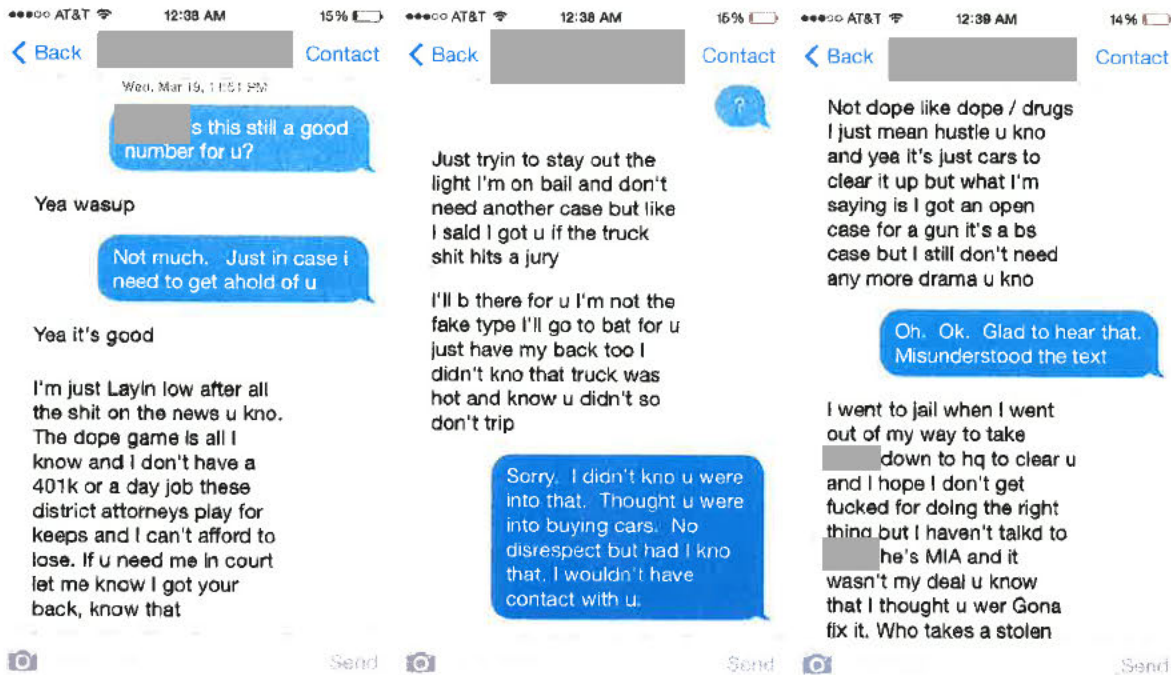 AT&T 12:38 AM 15%
Back Contact
Wed, Mar 19, 11:51 PM
s this still a good
number for u?
Yea wasup
Not much. Just in case i
need to get ahold of u
Yea it's good
I'm just Layin low after all
the shit on the news u kno.
The dope game is all I
know and I don't have a
401k or a day job these
district attorneys play for
keeps and I can't afford to
lose. If u need me in court
let me know I got your
back, know that
Send
AT&T 12:38 AM 15%
Back Contact
?
Just tryin to stay out the
light I'm on bail and don't
need another case but like
I said I got u if the truck
shit hits a jury
I'll b there for u I'm not the
fake type I'll go to bat for u
just have my back too I
didn't kno that truck was
hot and know u didn't so
don't trip
Sorry. I didn't kno u were
into that. Thought u were
into buying cars. No
disrespect but had I kno
that, I wouldn't have
contact with u.
Send
AT&T 12:39 AM 14%
Back Contact
Not dope like dope / drugs
I just mean hustle u kno
and yea it's just cars to
clear it up but what I'm
saying is I got an open
case for a gun it's a bs
case but I still don't need
any more drama u kno
Oh. Ok. Glad to hear that.
Misunderstood the text
I went to jail when I went
out of my way to take
down to hq to clear u
and I hope I don't get
fucked for doing the right
thing but I haven't talkd to
he's MIA and it
wasn't my deal u know
that I thought u wer Gona
fix it. Who takes a stolen
Send